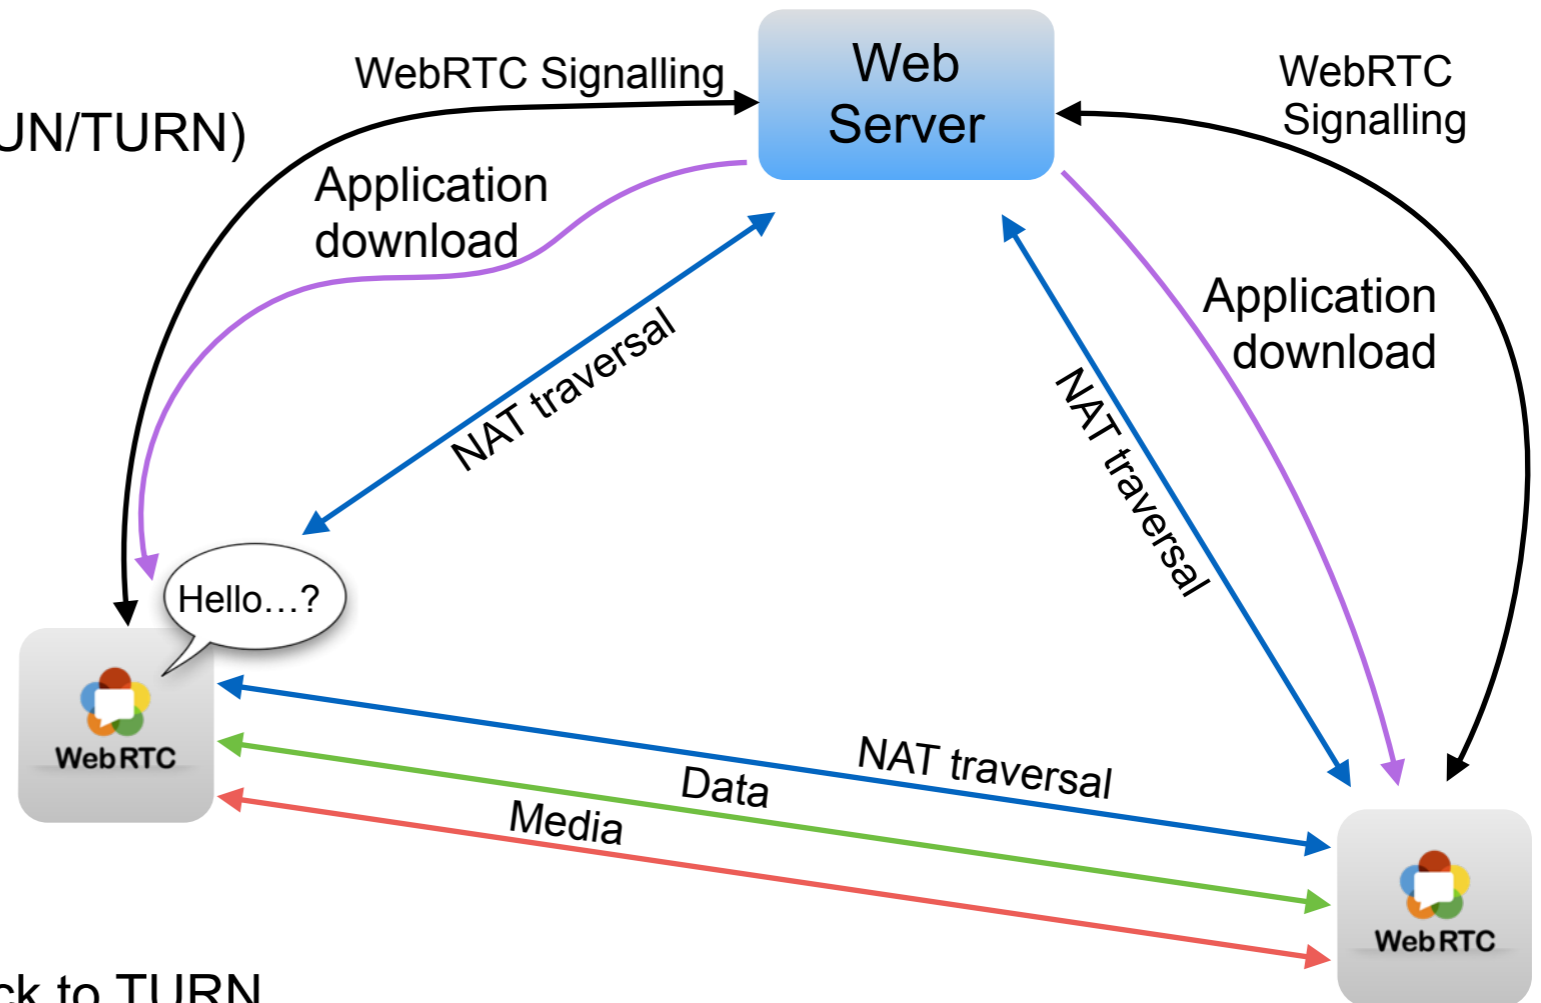 WebRTC Signalling
Web
Server
WebRTC
Signalling
UN/TURN)
Application
download
Application
download
NAT traversal
NAT traversal
Hello…?
WebRTC
NAT traversal
Data
Media
WebRTC
ck to TURN